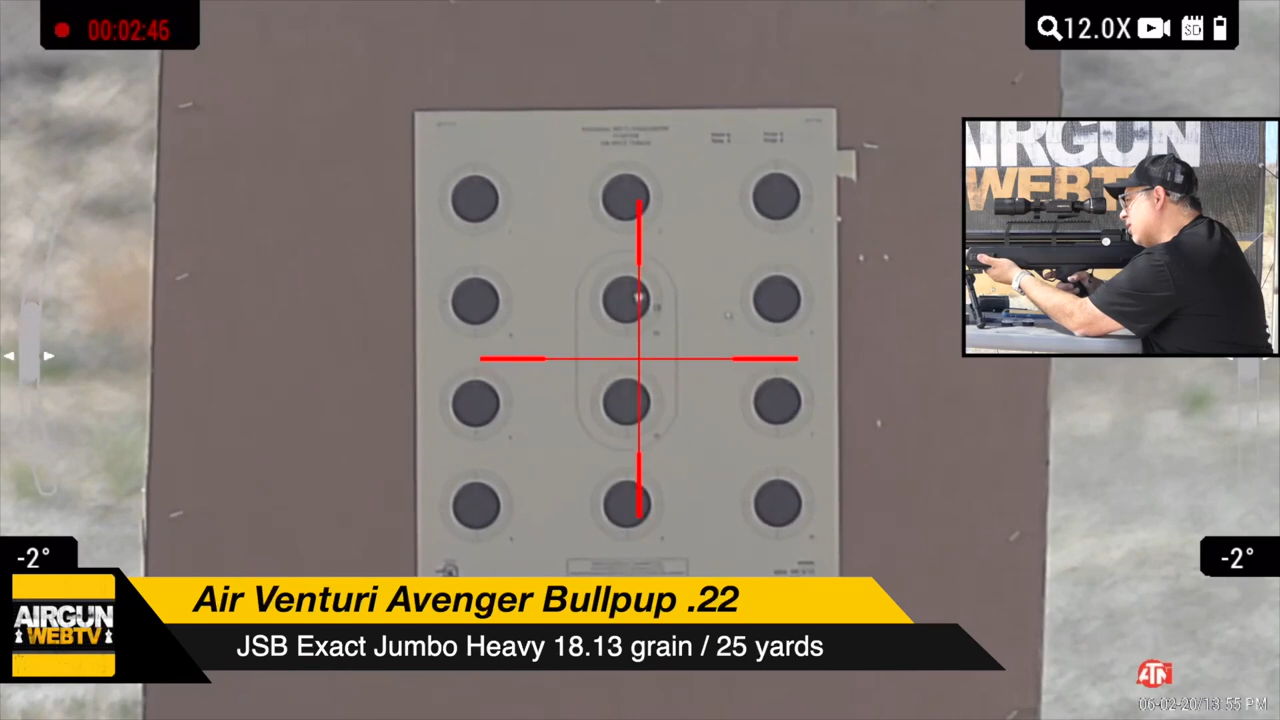 00:02:45
12.0X
SD
AIRGUN
WEBTV
-2°
-2°
AIRGUN
WEBTV
Air Venturi Avenger Bullpup .22
JSB Exact Jumbo Heavy 18.13 grain / 25 yards
ATN